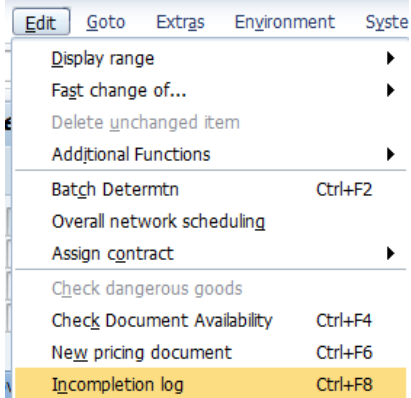 Edit Goto Extras Environment Syste
Display range
Fast change of...
Delete unchanged item
Additional Functions
Batch Determtn Ctrl+F2
Overall network scheduling
Assign contract
Check dangerous goods
Check Document Availability Ctrl+F4
New pricing document Ctrl+F6
Incompletion log Ctrl+F8